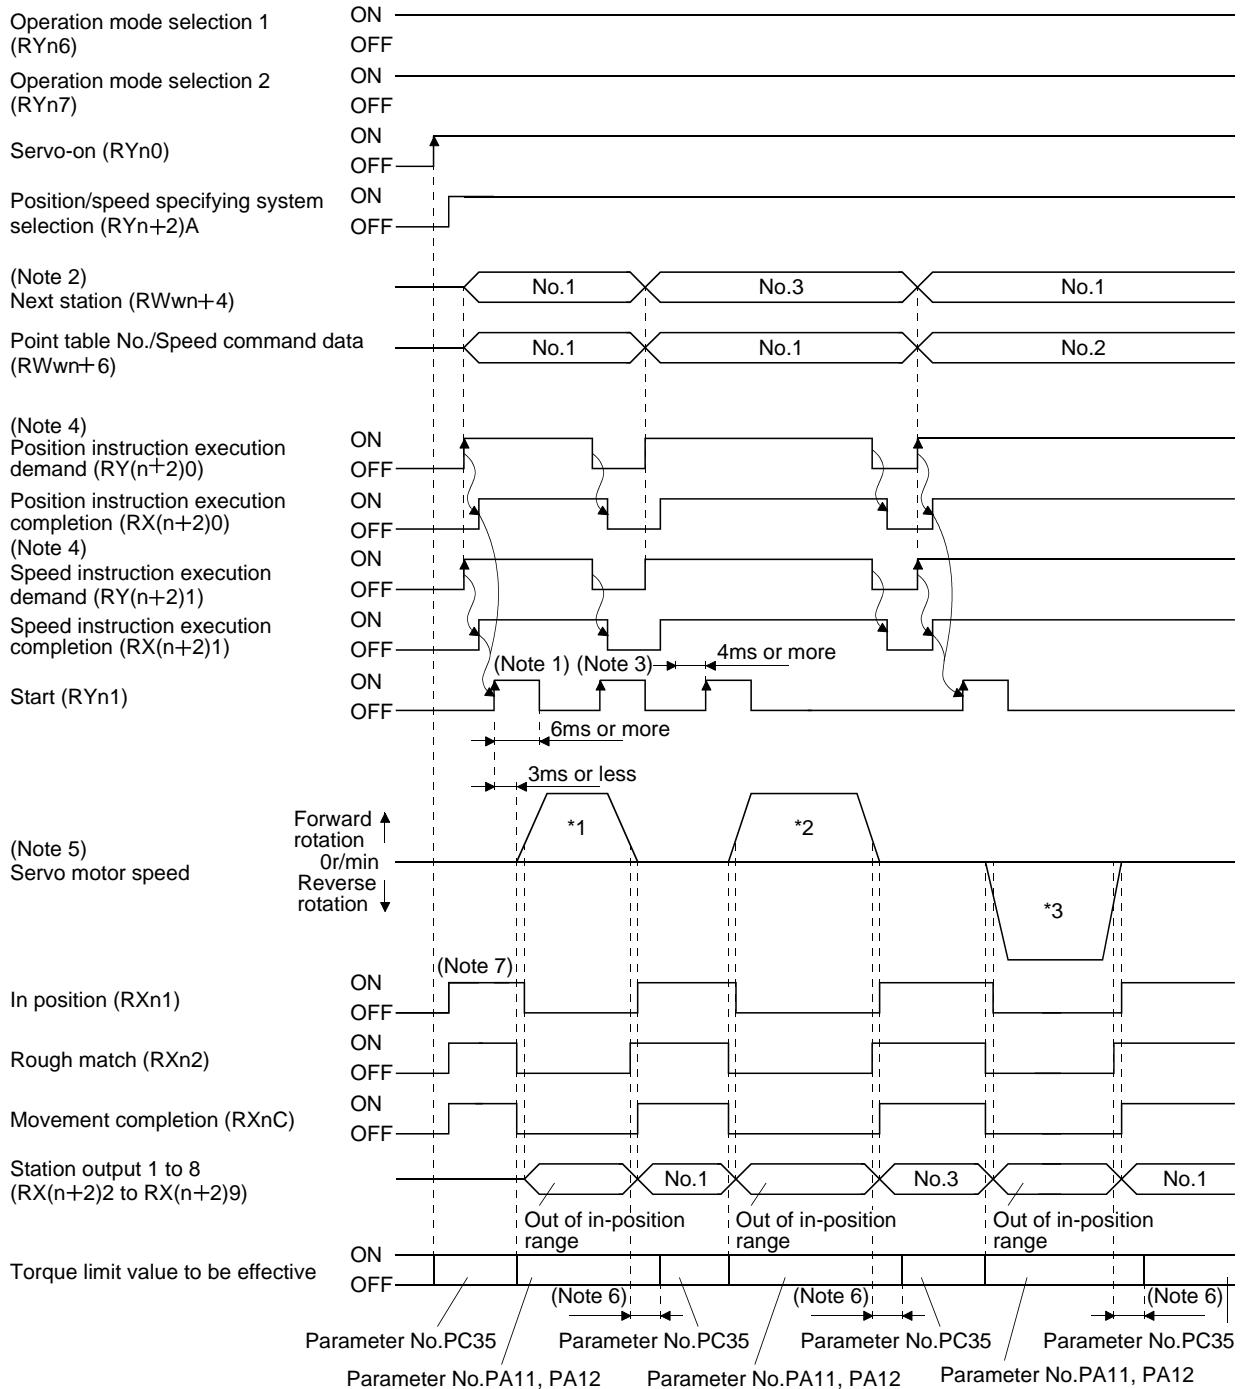 Operation mode selection 1
(RYn6)
ON
OFF
Operation mode selection 2
(RYn7)
ON
OFF
Servo-on (RYn0)
ON
OFF
Position/speed specifying system
selection (RYn+2)A
ON
OFF
(Note 2)
Next station (RWwn+4)
No.1
No.3
No.1
Point table No./Speed command data
(RWwn+6)
No.1
No.1
No.2
(Note 4)
Position instruction execution
demand (RY(n+2)0)
ON
OFF
Position instruction execution
completion (RX(n+2)0)
ON
OFF
(Note 4)
Speed instruction execution
demand (RY(n+2)1)
ON
OFF
Speed instruction execution
completion (RX(n+2)1)
ON
OFF
(Note 1) (Note 3)
4ms or more
Start (RYn1)
ON
OFF
6ms or more
3ms or less
(Note 5)
Servo motor speed
Forward
rotation
0r/min
Reverse
rotation
*1
*2
*3
(Note 7)
In position (RXn1)
ON
OFF
Rough match (RXn2)
ON
OFF
Movement completion (RXnC)
ON
OFF
Station output 1 to 8
(RX(n+2)2 to RX(n+2)9)
No.1
No.3
No.1
Out of in-position
range
Out of in-position
range
Out of in-position
range
Torque limit value to be effective
ON
OFF
(Note 6)
(Note 6)
(Note 6)
Parameter No.PC35
Parameter No.PC35
Parameter No.PC35
Parameter No.PC35
Parameter No.PA11, PA12
Parameter No.PA11, PA12
Parameter No.PA11, PA12